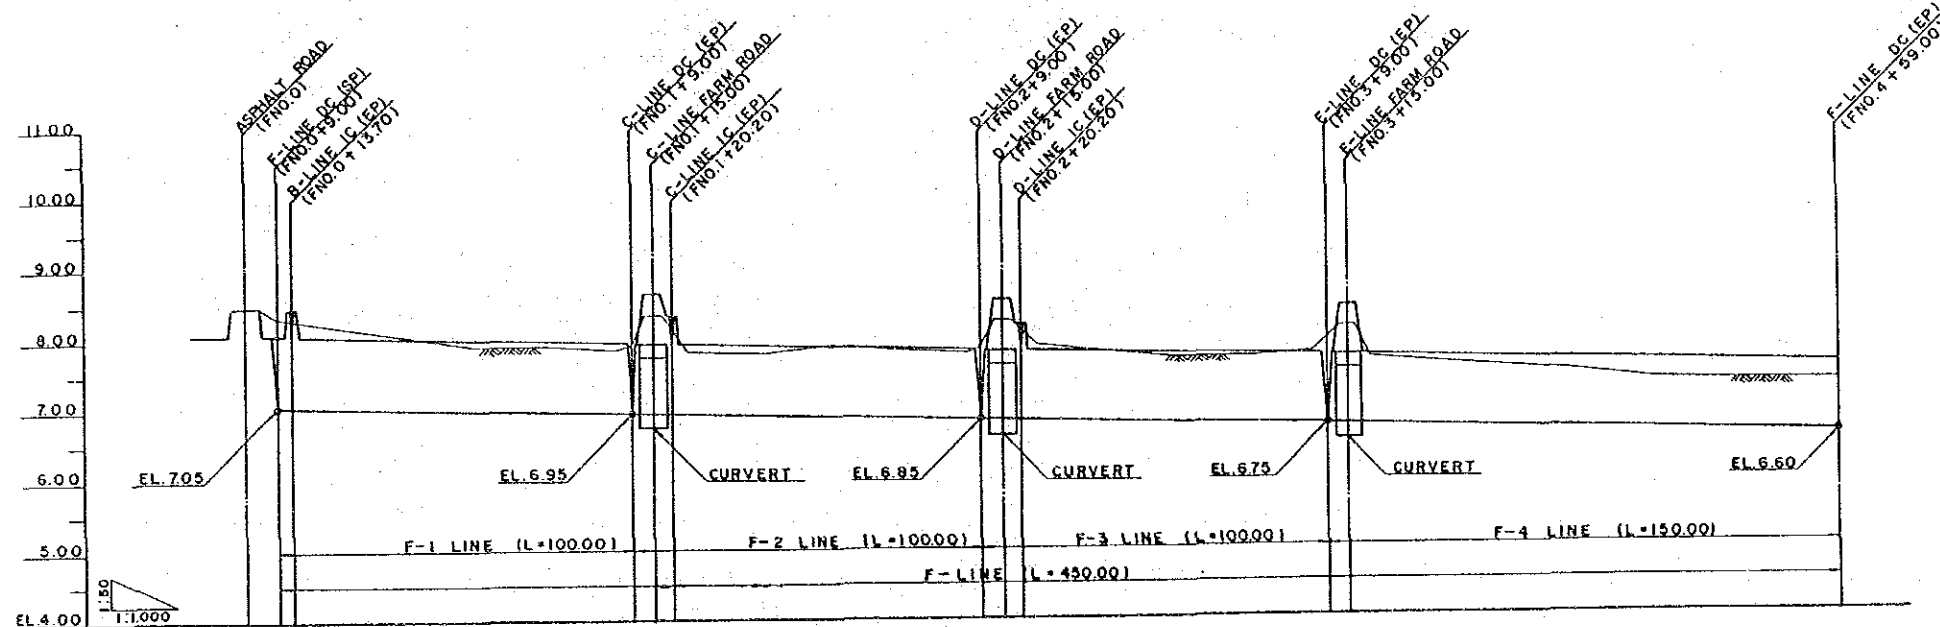 ASPHALT ROAD
(FNO.0)
F-LINE DC (SP)
(FNO.0+9.00)
B-LINE IC (EP)
(FNO.0+13.70)
C-LINE DC (EP)
(FNO.1+9.00)
C-LINE FARM ROAD
(FNO.1+15.00)
C-LINE IC (EP)
(FNO.1+20.20)
D-LINE DC (EP)
(FNO.2+9.00)
D-LINE FARM ROAD
(FNO.2+15.00)
D-LINE IC (EP)
(FNO.2+20.20)
E-LINE DC (EP)
(FNO.3+9.00)
E-LINE FARM ROAD
(FNO.3+15.00)
F-LINE DC (EP)
(FNO.4+59.00)
11.00
10.00
9.00
8.00
7.00
6.00
5.00
EL 4.00
EL.7.05
EL.6.95
CURVERT
EL.6.85
CURVERT
EL.6.75
CURVERT
EL.6.60
F-1 LINE (L=100.00)
F-2 LINE (L=100.00)
F-3 LINE (L=100.00)
F-4 LINE (L=150.00)
F-LINE (L=450.00)
1:50
1:1.000